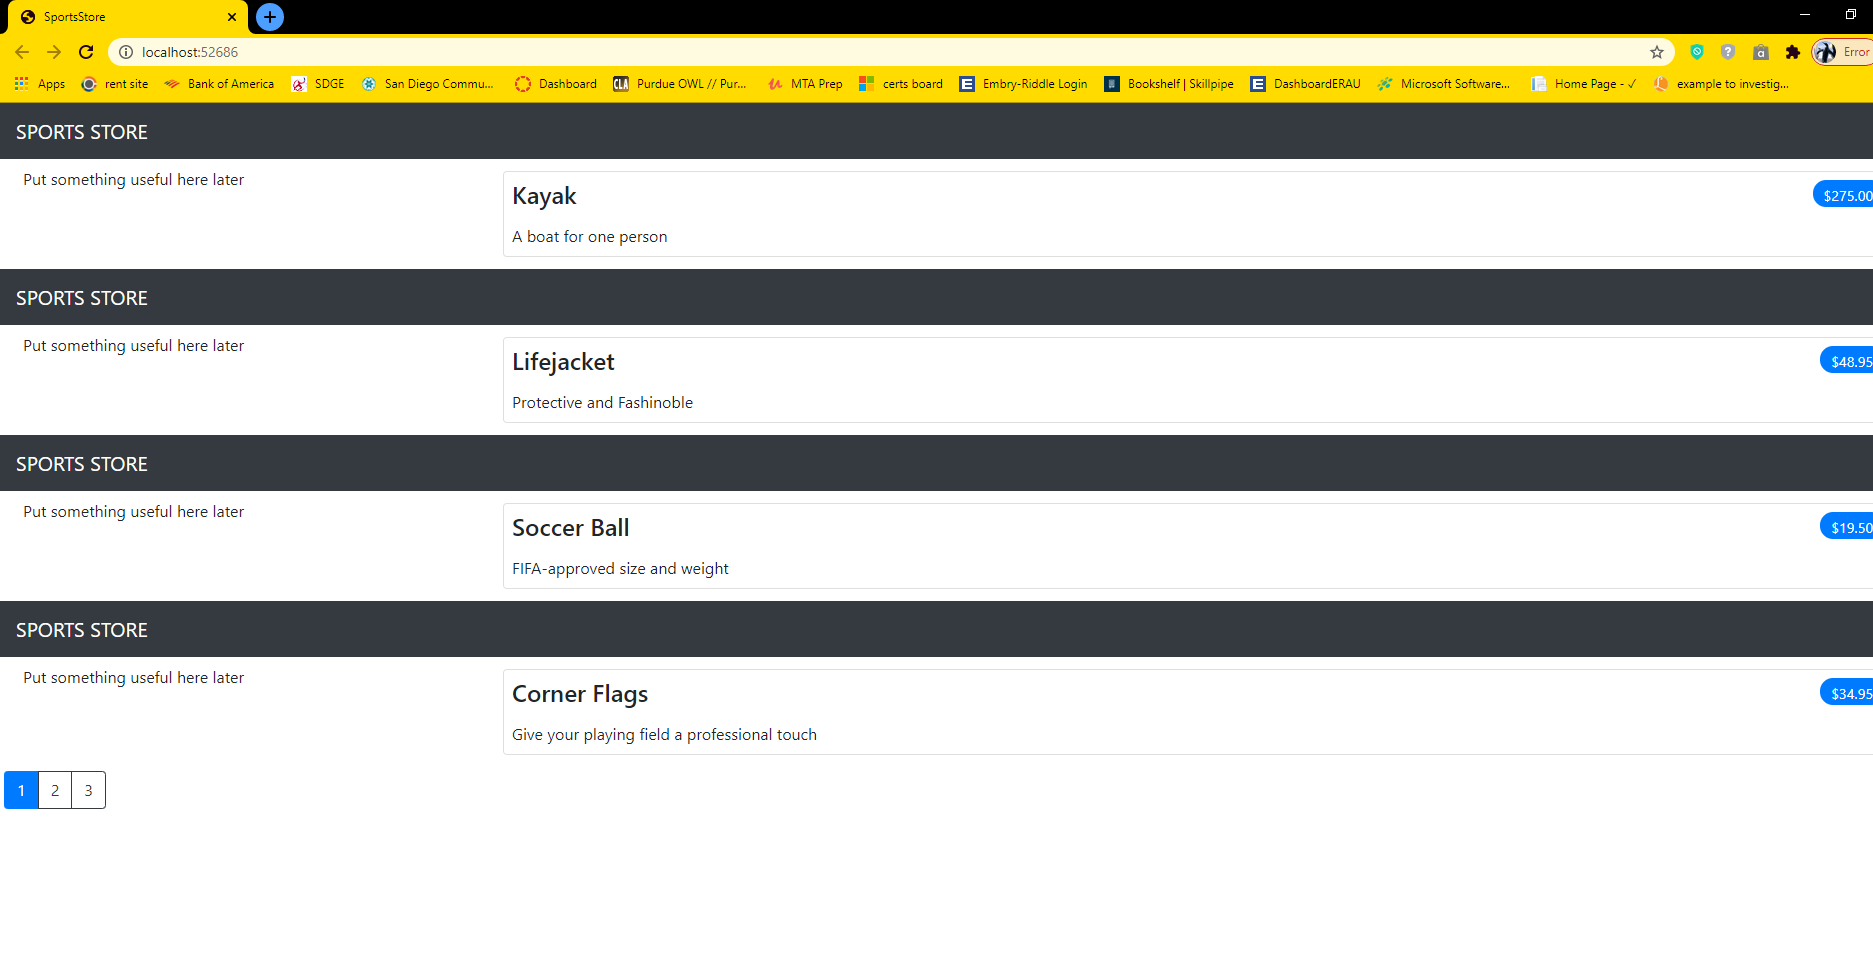 SportsStore
localhost:52686
Error
Apps rent site Bank of America SDGE San Diego Commu... Dashboard Purdue OWL // Pur... MTA Prep certs board Embry-Riddle Login Bookshelf | Skillpipe DashboardERAU Microsoft Software... Home Page - ✓ example to investig...
SPORTS STORE
Put something useful here later
Kayak $275.00
A boat for one person
SPORTS STORE
Put something useful here later
Lifejacket $48.95
Protective and Fashinoble
SPORTS STORE
Put something useful here later
Soccer Ball $19.50
FIFA-approved size and weight
SPORTS STORE
Put something useful here later
Corner Flags $34.95
Give your playing field a professional touch
1 2 3